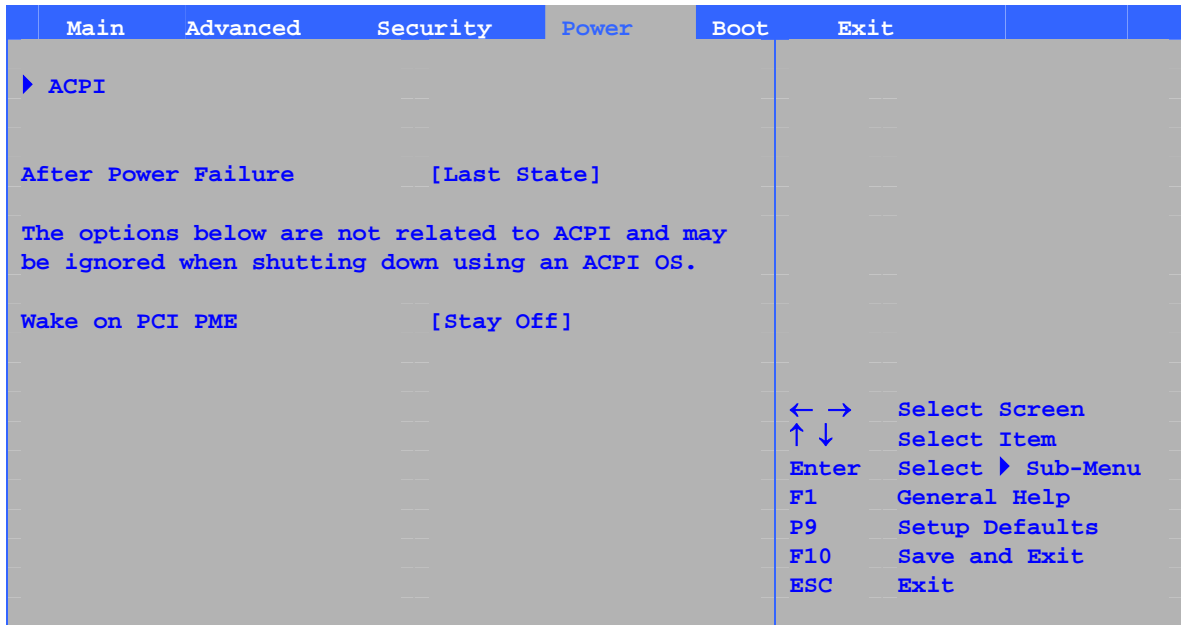 Main Advanced Security Power Boot Exit
ACPI
After Power Failure [Last State]
The options below are not related to ACPI and may
be ignored when shutting down using an ACPI OS.
Wake on PCI PME [Stay Off]
← → Select Screen
↑ ↓ Select Item
Enter Select Sub-Menu
F1 General Help
P9 Setup Defaults
F10 Save and Exit
ESC Exit